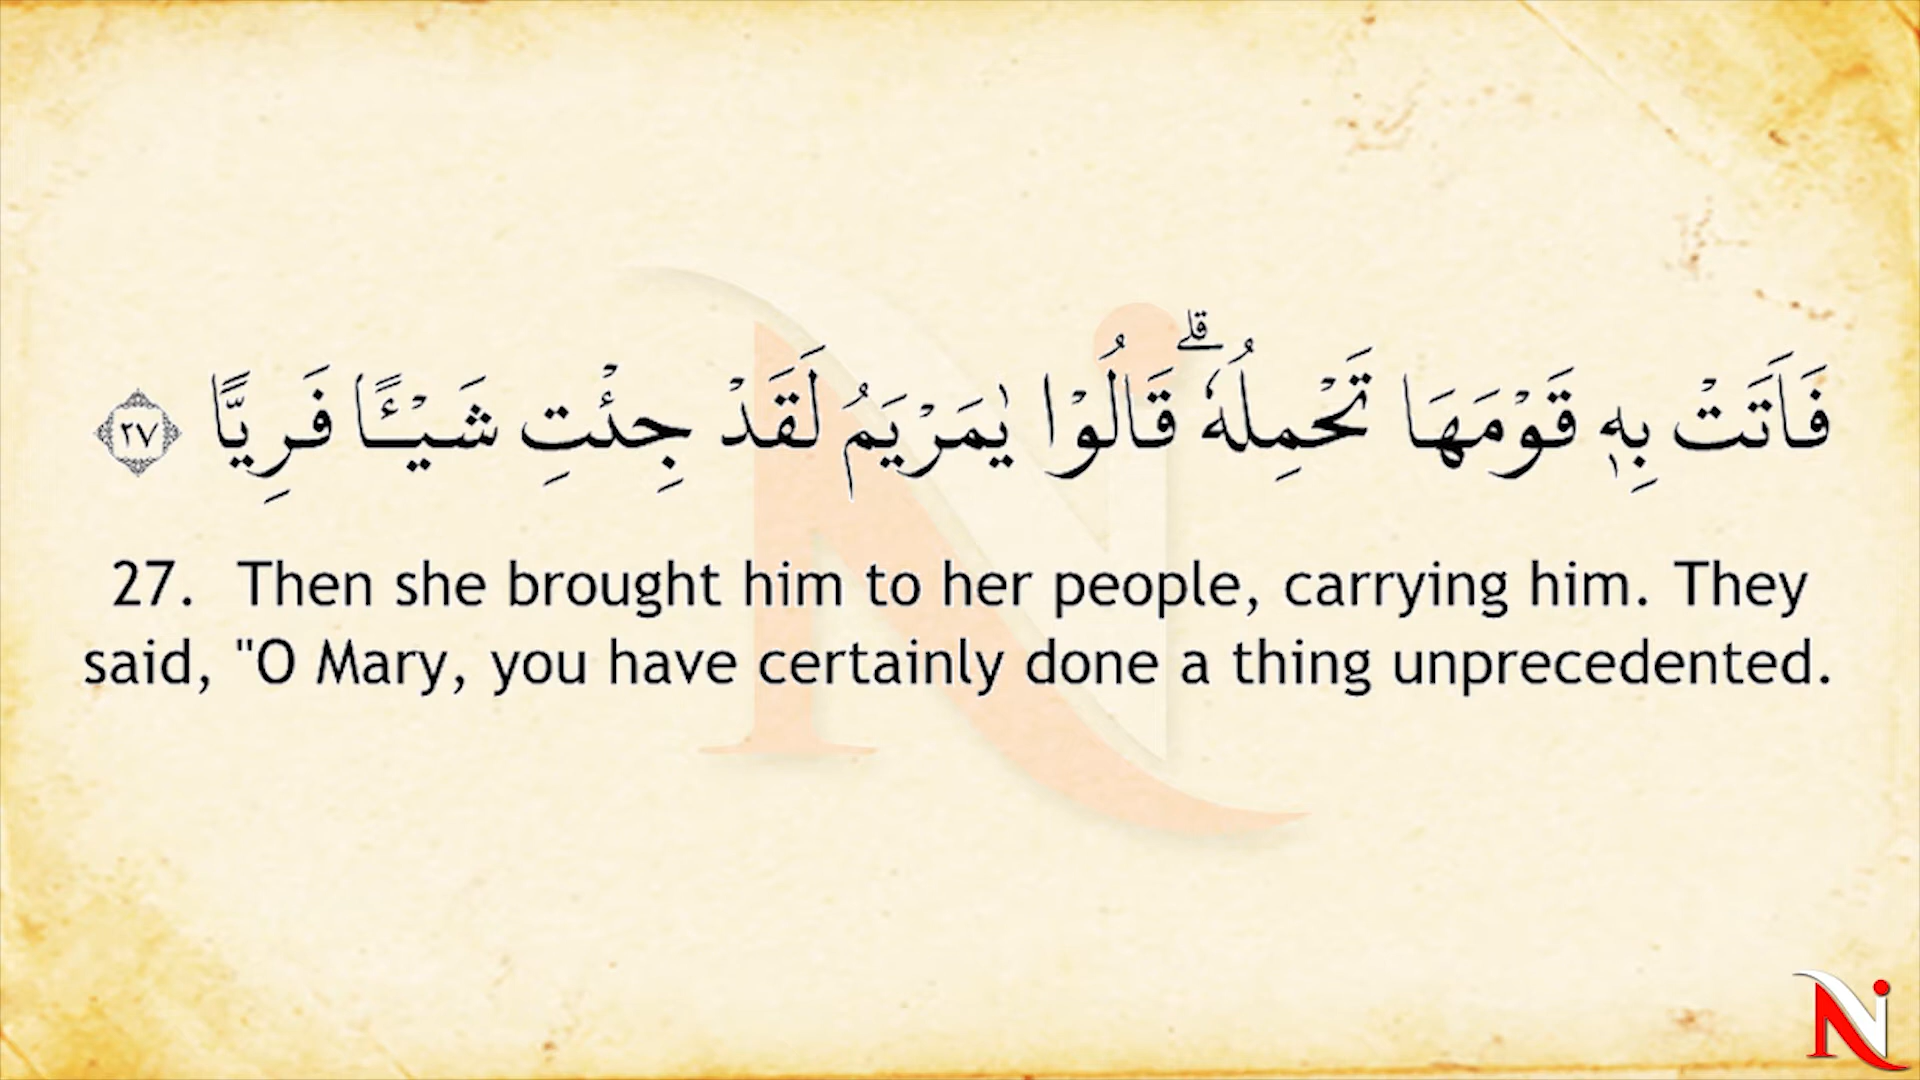 فَاَتَتْ بِهٖ قَوْمَهَا تَحْمِلُهٗ ۗ قَالُوْا يٰمَرْيَمُ لَقَدْ جِئْتِ شَيْـًٔا فَرِيًّا ٢٧
27. Then she brought him to her people, carrying him. They
said, "O Mary, you have certainly done a thing unprecedented.